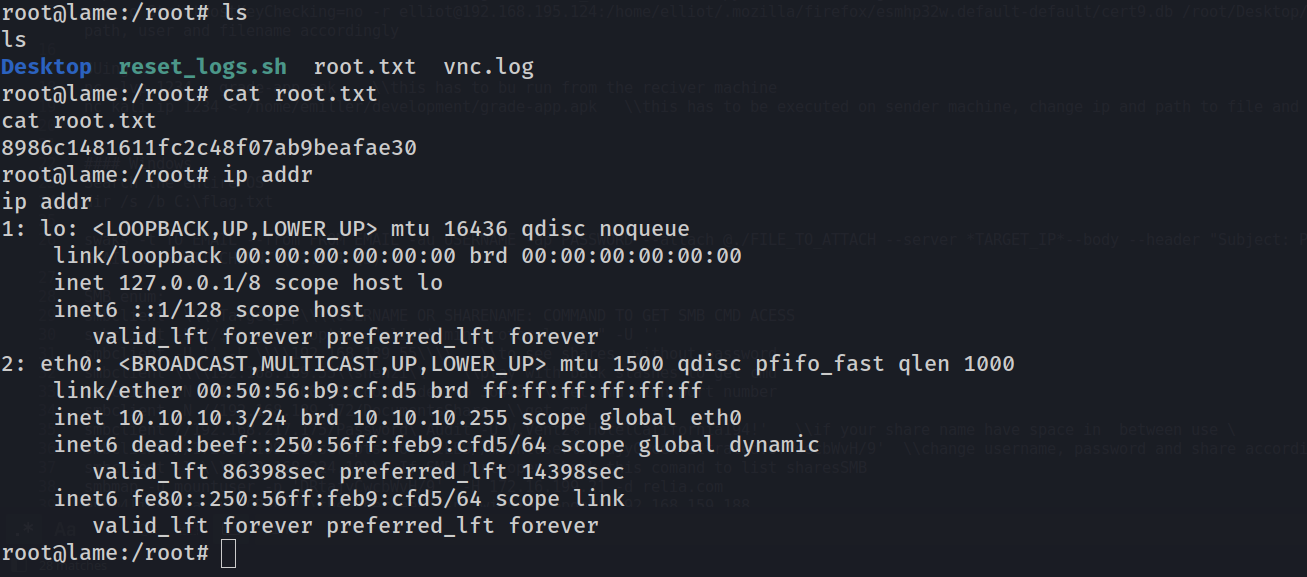 root@lame:/root# ls
ls
Desktop  reset_logs.sh  root.txt  vnc.log
root@lame:/root# cat root.txt
cat root.txt
8986c1481611fc2c48f07ab9beafae30
root@lame:/root# ip addr
ip addr
1: lo: <LOOPBACK,UP,LOWER_UP> mtu 16436 qdisc noqueue
    link/loopback 00:00:00:00:00:00 brd 00:00:00:00:00:00
    inet 127.0.0.1/8 scope host lo
    inet6 ::1/128 scope host
       valid_lft forever preferred_lft forever
2: eth0: <BROADCAST,MULTICAST,UP,LOWER_UP> mtu 1500 qdisc pfifo_fast qlen 1000
    link/ether 00:50:56:b9:cf:d5 brd ff:ff:ff:ff:ff:ff
    inet 10.10.10.3/24 brd 10.10.10.255 scope global eth0
    inet6 dead:beef::250:56ff:feb9:cfd5/64 scope global dynamic
       valid_lft 86398sec preferred_lft 14398sec
    inet6 fe80::250:56ff:feb9:cfd5/64 scope link
       valid_lft forever preferred_lft forever
root@lame:/root#